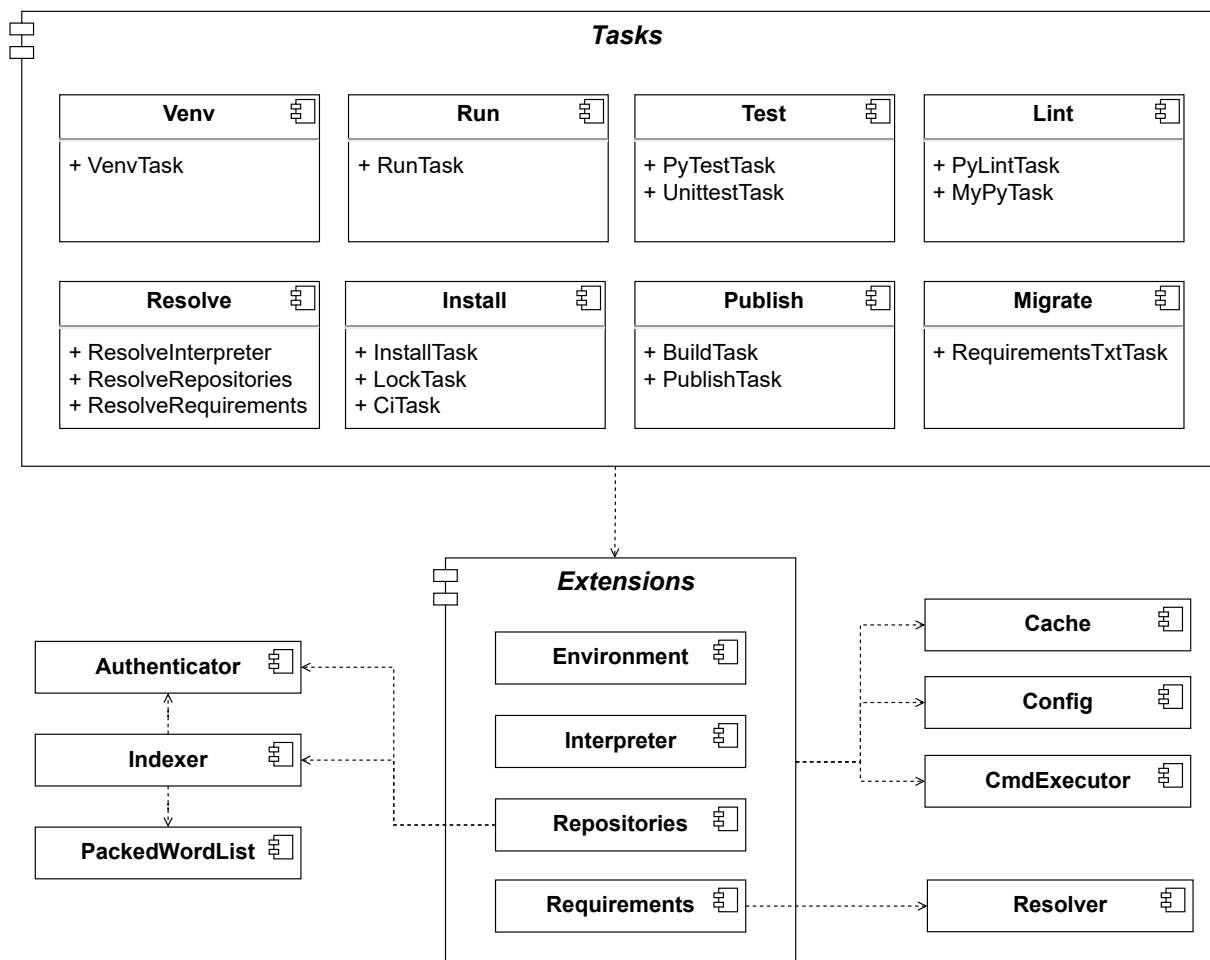 Tasks
Venv
+ VenvTask
Run
+ RunTask
Test
+ PyTestTask
+ UnittestTask
Lint
+ PyLintTask
+ MyPyTask
Resolve
+ ResolveInterpreter
+ ResolveRepositories
+ ResolveRequirements
Install
+ InstallTask
+ LockTask
+ CiTask
Publish
+ BuildTask
+ PublishTask
Migrate
+ RequirementsTxtTask
Extensions
Environment
Interpreter
Repositories
Requirements
Authenticator
Indexer
PackedWordList
Cache
Config
CmdExecutor
Resolver